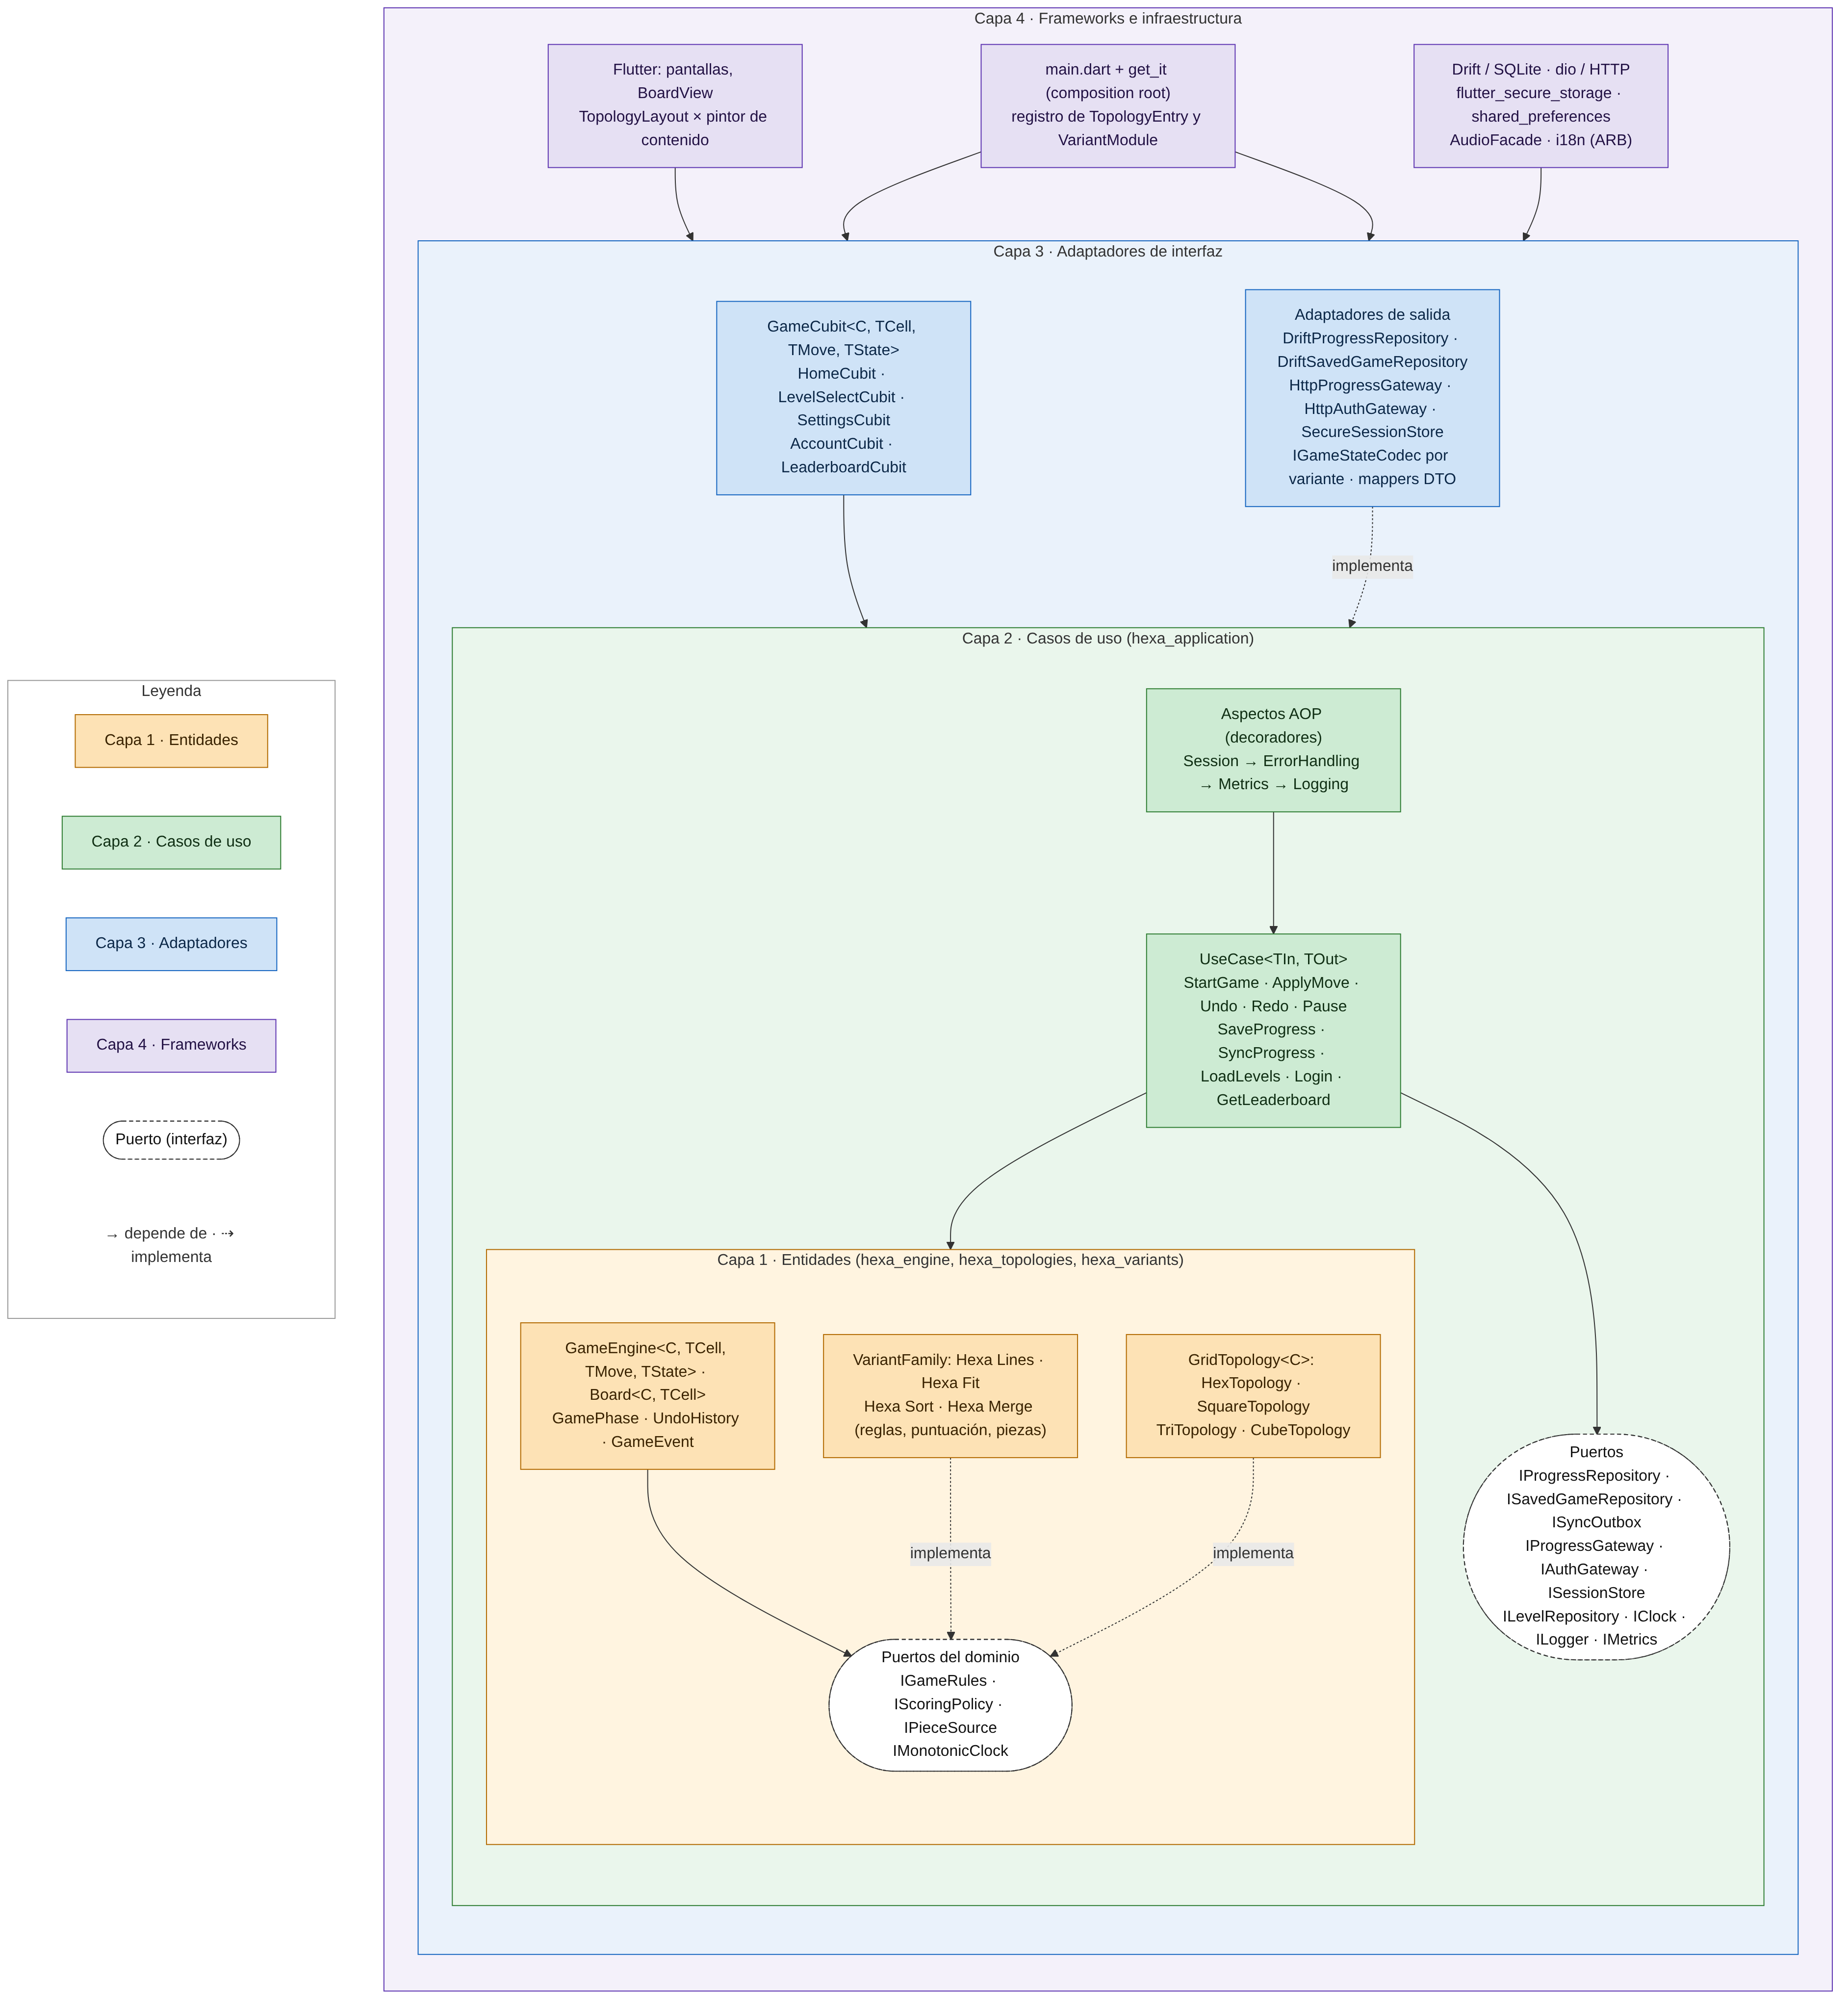 Capa 4 · Frameworks e infraestructura
Flutter: pantallas,
BoardView
TopologyLayout × pintor de
contenido
main.dart + get_it
(composition root)
registro de TopologyEntry y
VariantModule
Drift / SQLite · dio / HTTP
flutter_secure_storage ·
shared_preferences
AudioFacade · i18n (ARB)
Capa 3 · Adaptadores de interfaz
GameCubit<C, TCell,
TMove, TState>
HomeCubit ·
LevelSelectCubit ·
SettingsCubit
AccountCubit ·
LeaderboardCubit
Adaptadores de salida
DriftProgressRepository ·
DriftSavedGameRepository
HttpProgressGateway ·
HttpAuthGateway ·
SecureSessionStore
IGameStateCodec por
variante · mappers DTO
implementa
Capa 2 · Casos de uso (hexa_application)
Aspectos AOP
(decoradores)
Session → ErrorHandling
→ Metrics → Logging
UseCase<TIn, TOut>
StartGame · ApplyMove ·
Undo · Redo · Pause
SaveProgress ·
SyncProgress ·
LoadLevels · Login ·
GetLeaderboard
Capa 1 · Entidades (hexa_engine, hexa_topologies, hexa_variants)
GameEngine<C, TCell,
TMove, TState> ·
Board<C, TCell>
GamePhase · UndoHistory
· GameEvent
VariantFamily: Hexa Lines ·
Hexa Fit
Hexa Sort · Hexa Merge
(reglas, puntuación, piezas)
GridTopology<C>:
HexTopology ·
SquareTopology
TriTopology · CubeTopology
implementa
implementa
Puertos del dominio
IGameRules ·
IScoringPolicy ·
IPieceSource
IMonotonicClock
Puertos
IProgressRepository ·
ISavedGameRepository ·
ISyncOutbox
IProgressGateway ·
IAuthGateway ·
ISessionStore
ILevelRepository · IClock ·
ILogger · IMetrics
Leyenda
Capa 1 · Entidades
Capa 2 · Casos de uso
Capa 3 · Adaptadores
Capa 4 · Frameworks
Puerto (interfaz)
→ depende de · ⇢
implementa